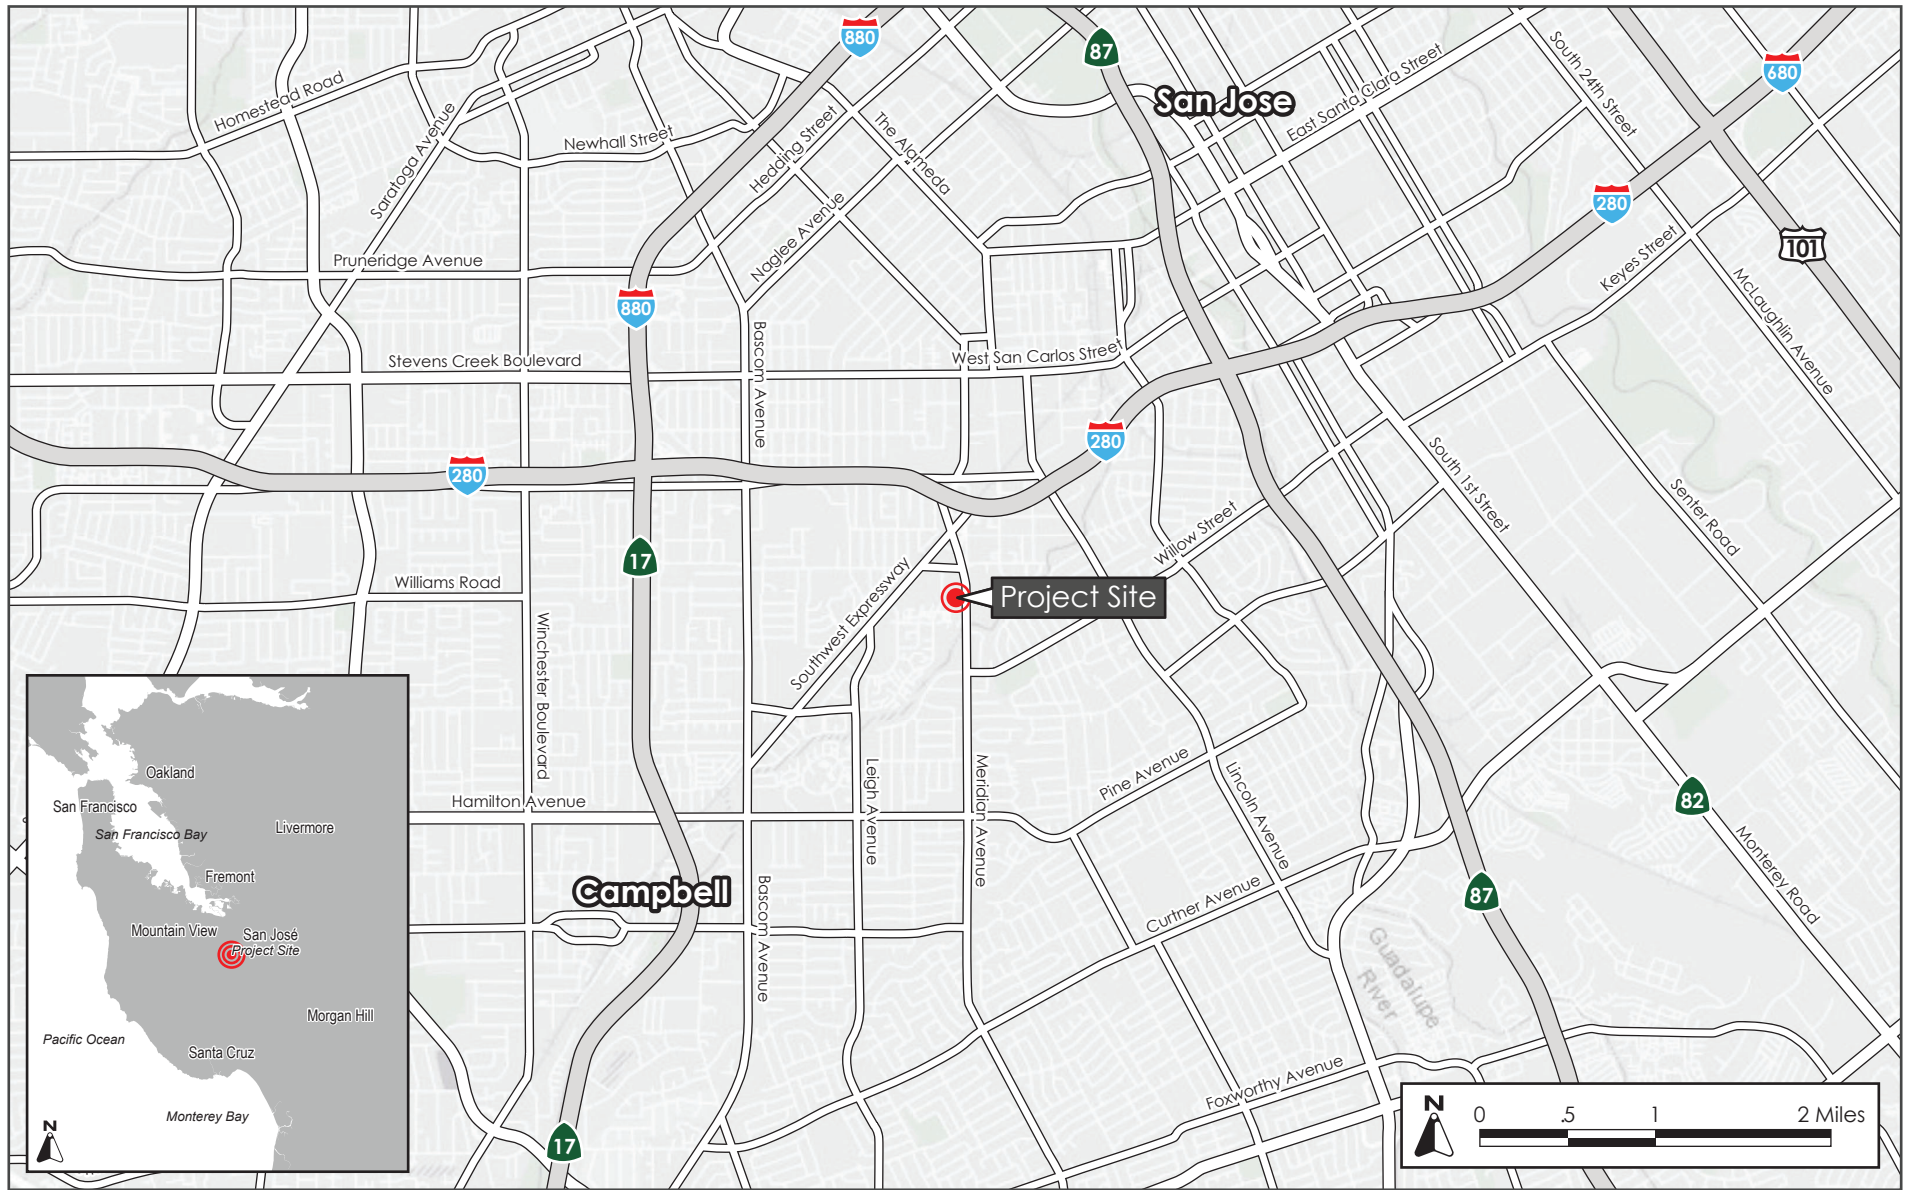 880
87
680
San Jose
Homestead Road
Saratoga Avenue
Newhall Street
Hedding Street
The Alameda
East Santa Clara Street
South 24th Street
280
101
Naglee Avenue
Pruneridge Avenue
Keyes Street
McLaughlin Avenue
880
Bascom Avenue
Stevens Creek Boulevard
West San Carlos Street
280
280
South 1st Street
Senter Road
17
Willow Street
Williams Road
Southwest Expressway
Project Site
Winchester Boulevard
Leigh Avenue
Meridian Avenue
Pine Avenue
Lincoln Avenue
Hamilton Avenue
82
Monterey Road
Campbell
87
Bascom Avenue
Curtner Avenue
Guadalupe
River
Foxworthy Avenue
17
Oakland
San Francisco
San Francisco Bay
Livermore
Fremont
Mountain View
San José
Project Site
Morgan Hill
Pacific Ocean
Santa Cruz
Monterey Bay
N
N
0 .5 1 2 Miles